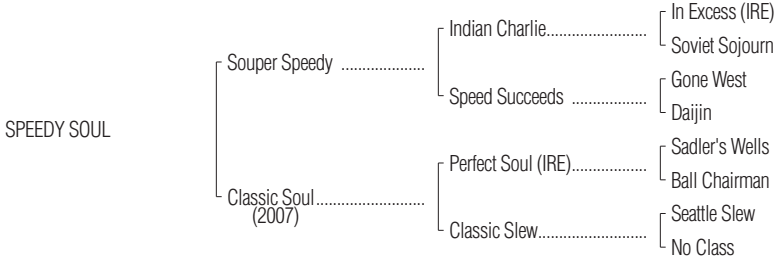 In Excess (IRE)
Indian Charlie........................
Soviet Sojourn
Souper Speedy ....................
Gone West
Speed Succeeds ..................
Daijin
SPEEDY SOUL
Sadler's Wells
Perfect Soul (IRE)..................
Ball Chairman
Classic Soul..........................
(2007)
Seattle Slew
Classic Slew..........................
No Class